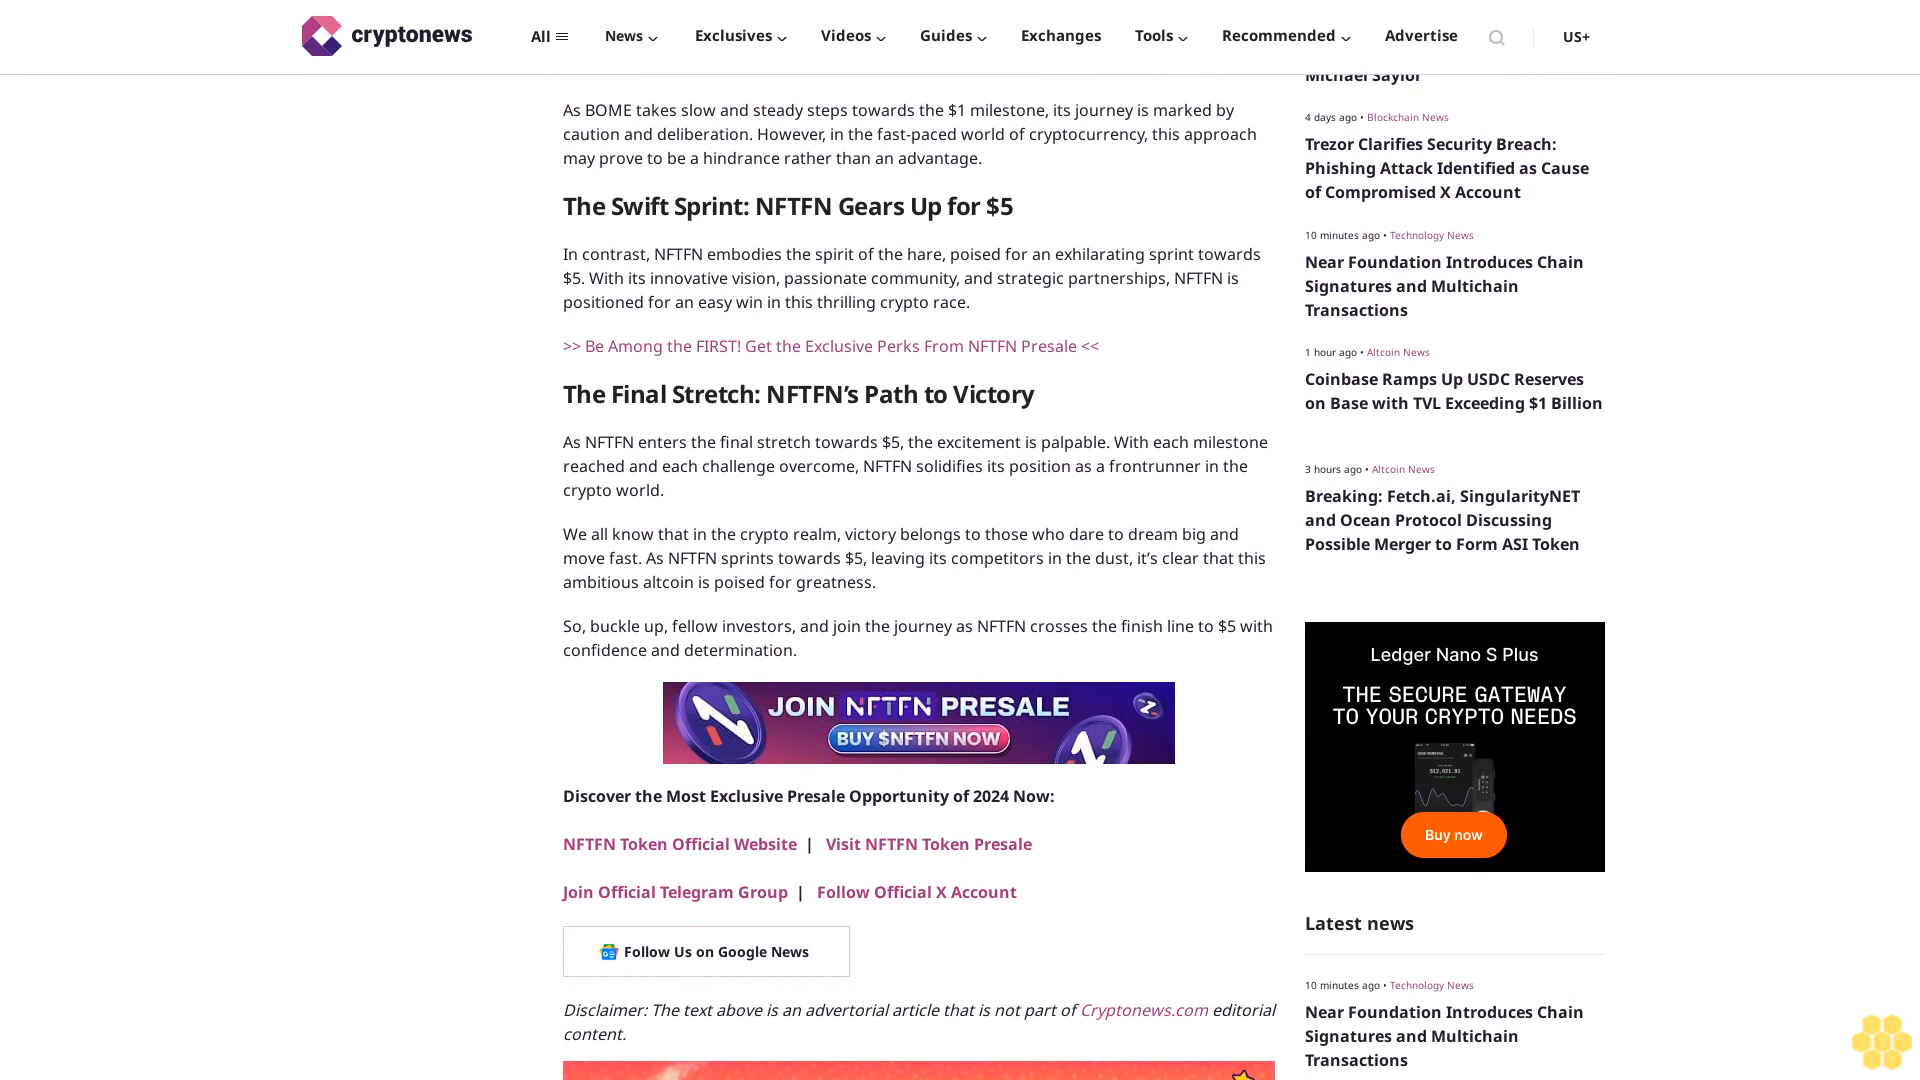 cryptonews
All
News
Exclusives
Videos
Guides
Exchanges
Tools
Recommended
Advertise
US+
As BOME takes slow and steady steps towards the $1 milestone, its journey is marked by
caution and deliberation. However, in the fast-paced world of cryptocurrency, this approach
may prove to be a hindrance rather than an advantage.
The Swift Sprint: NFTFN Gears Up for $5
In contrast, NFTFN embodies the spirit of the hare, poised for an exhilarating sprint towards
$5. With its innovative vision, passionate community, and strategic partnerships, NFTFN is
positioned for an easy win in this thrilling crypto race.
>> Be Among the FIRST! Get the Exclusive Perks From NFTFN Presale <<
The Final Stretch: NFTFN’s Path to Victory
As NFTFN enters the final stretch towards $5, the excitement is palpable. With each milestone
reached and each challenge overcome, NFTFN solidifies its position as a frontrunner in the
crypto world.
We all know that in the crypto realm, victory belongs to those who dare to dream big and
move fast. As NFTFN sprints towards $5, leaving its competitors in the dust, it’s clear that this
ambitious altcoin is poised for greatness.
So, buckle up, fellow investors, and join the journey as NFTFN crosses the finish line to $5 with
confidence and determination.
JOIN NFTFN PRESALE
BUY $NFTFN NOW
Discover the Most Exclusive Presale Opportunity of 2024 Now:
NFTFN Token Official Website | Visit NFTFN Token Presale
Join Official Telegram Group | Follow Official X Account
Follow Us on Google News
Disclaimer: The text above is an advertorial article that is not part of Cryptonews.com editorial
content.
Michael Saylor
4 days ago • Blockchain News
Trezor Clarifies Security Breach:
Phishing Attack Identified as Cause
of Compromised X Account
10 minutes ago • Technology News
Near Foundation Introduces Chain
Signatures and Multichain
Transactions
1 hour ago • Altcoin News
Coinbase Ramps Up USDC Reserves
on Base with TVL Exceeding $1 Billion
3 hours ago • Altcoin News
Breaking: Fetch.ai, SingularityNET
and Ocean Protocol Discussing
Possible Merger to Form ASI Token
Ledger Nano S Plus
THE SECURE GATEWAY
TO YOUR CRYPTO NEEDS
$12,021.81
Buy now
Latest news
10 minutes ago • Technology News
Near Foundation Introduces Chain
Signatures and Multichain
Transactions